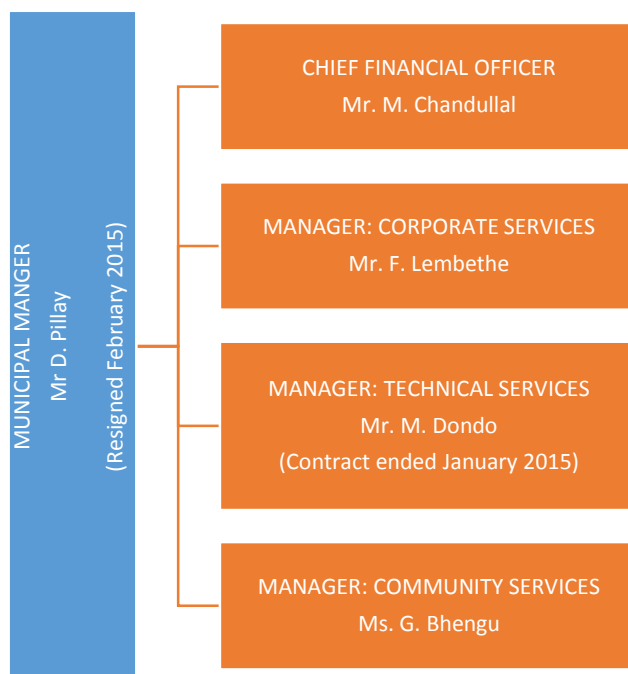 MUNICIPAL MANGER
Mr D. Pillay
(Resigned February 2015)
CHIEF FINANCIAL OFFICER
Mr. M. Chandullal
MANAGER: CORPORATE SERVICES
Mr. F. Lembethe
MANAGER: TECHNICAL SERVICES
Mr. M. Dondo
(Contract ended January 2015)
MANAGER: COMMUNITY SERVICES
Ms. G. Bhengu